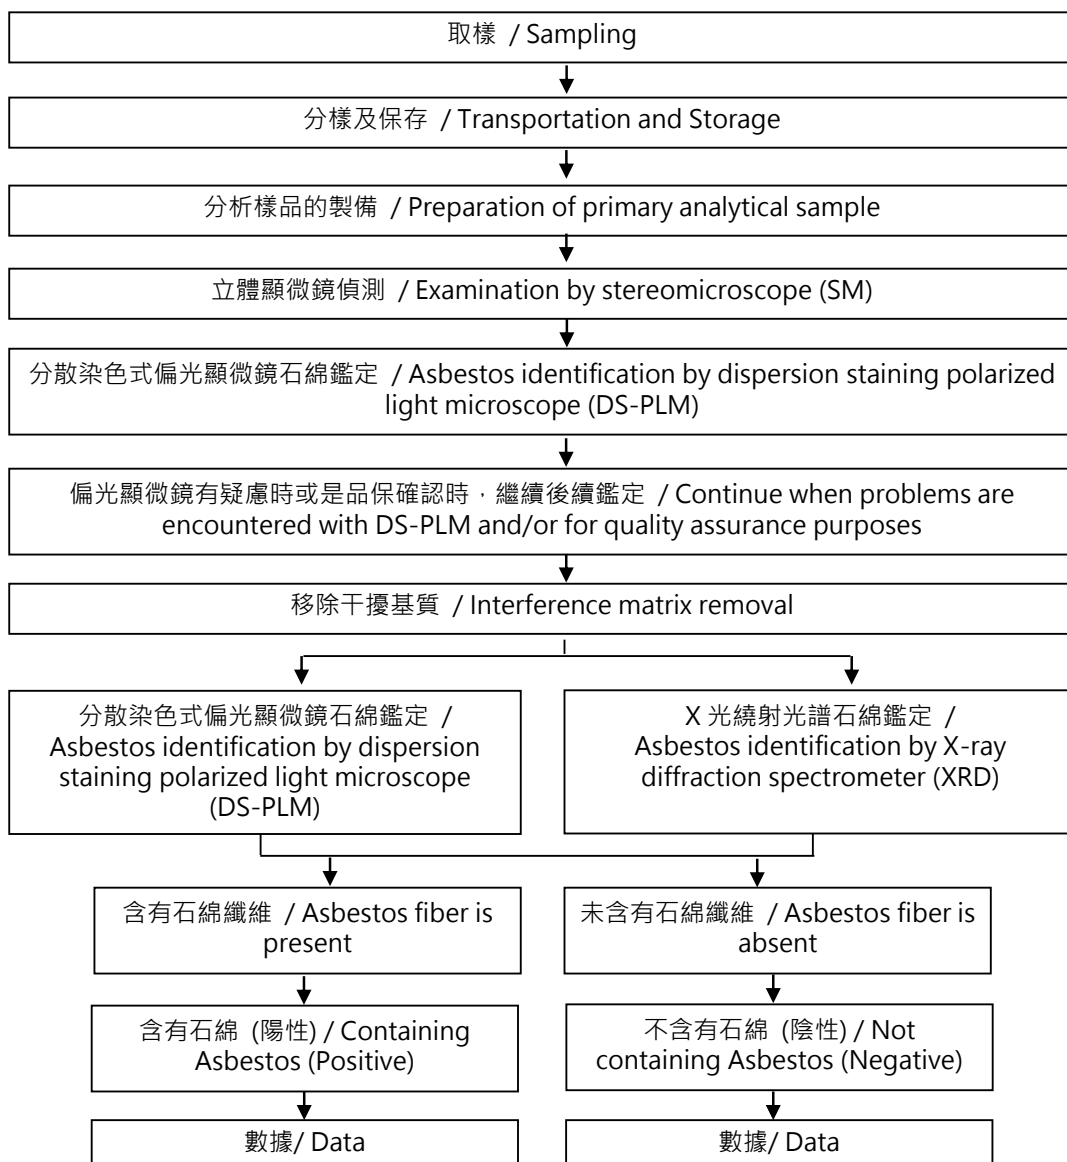 取樣 / Sampling
分樣及保存 / Transportation and Storage
分析樣品的製備 / Preparation of primary analytical sample
立體顯微鏡偵測 / Examination by stereomicroscope (SM)
分散染色式偏光顯微鏡石綿鑑定 / Asbestos identification by dispersion staining polarized
light microscope (DS-PLM)
偏光顯微鏡有疑慮時或是品保確認時，繼續後續鑑定 / Continue when problems are
encountered with DS-PLM and/or for quality assurance purposes
移除干擾基質 / Interference matrix removal
分散染色式偏光顯微鏡石綿鑑定 /
Asbestos identification by dispersion
staining polarized light microscope
(DS-PLM)
X 光繞射光譜石綿鑑定 /
Asbestos identification by X-ray
diffraction spectrometer (XRD)
含有石綿纖維 / Asbestos fiber is
present
未含有石綿纖維 / Asbestos fiber is
absent
含有石綿 (陽性) / Containing
Asbestos (Positive)
不含有石綿 (陰性) / Not
containing Asbestos (Negative)
數據/ Data
數據/ Data